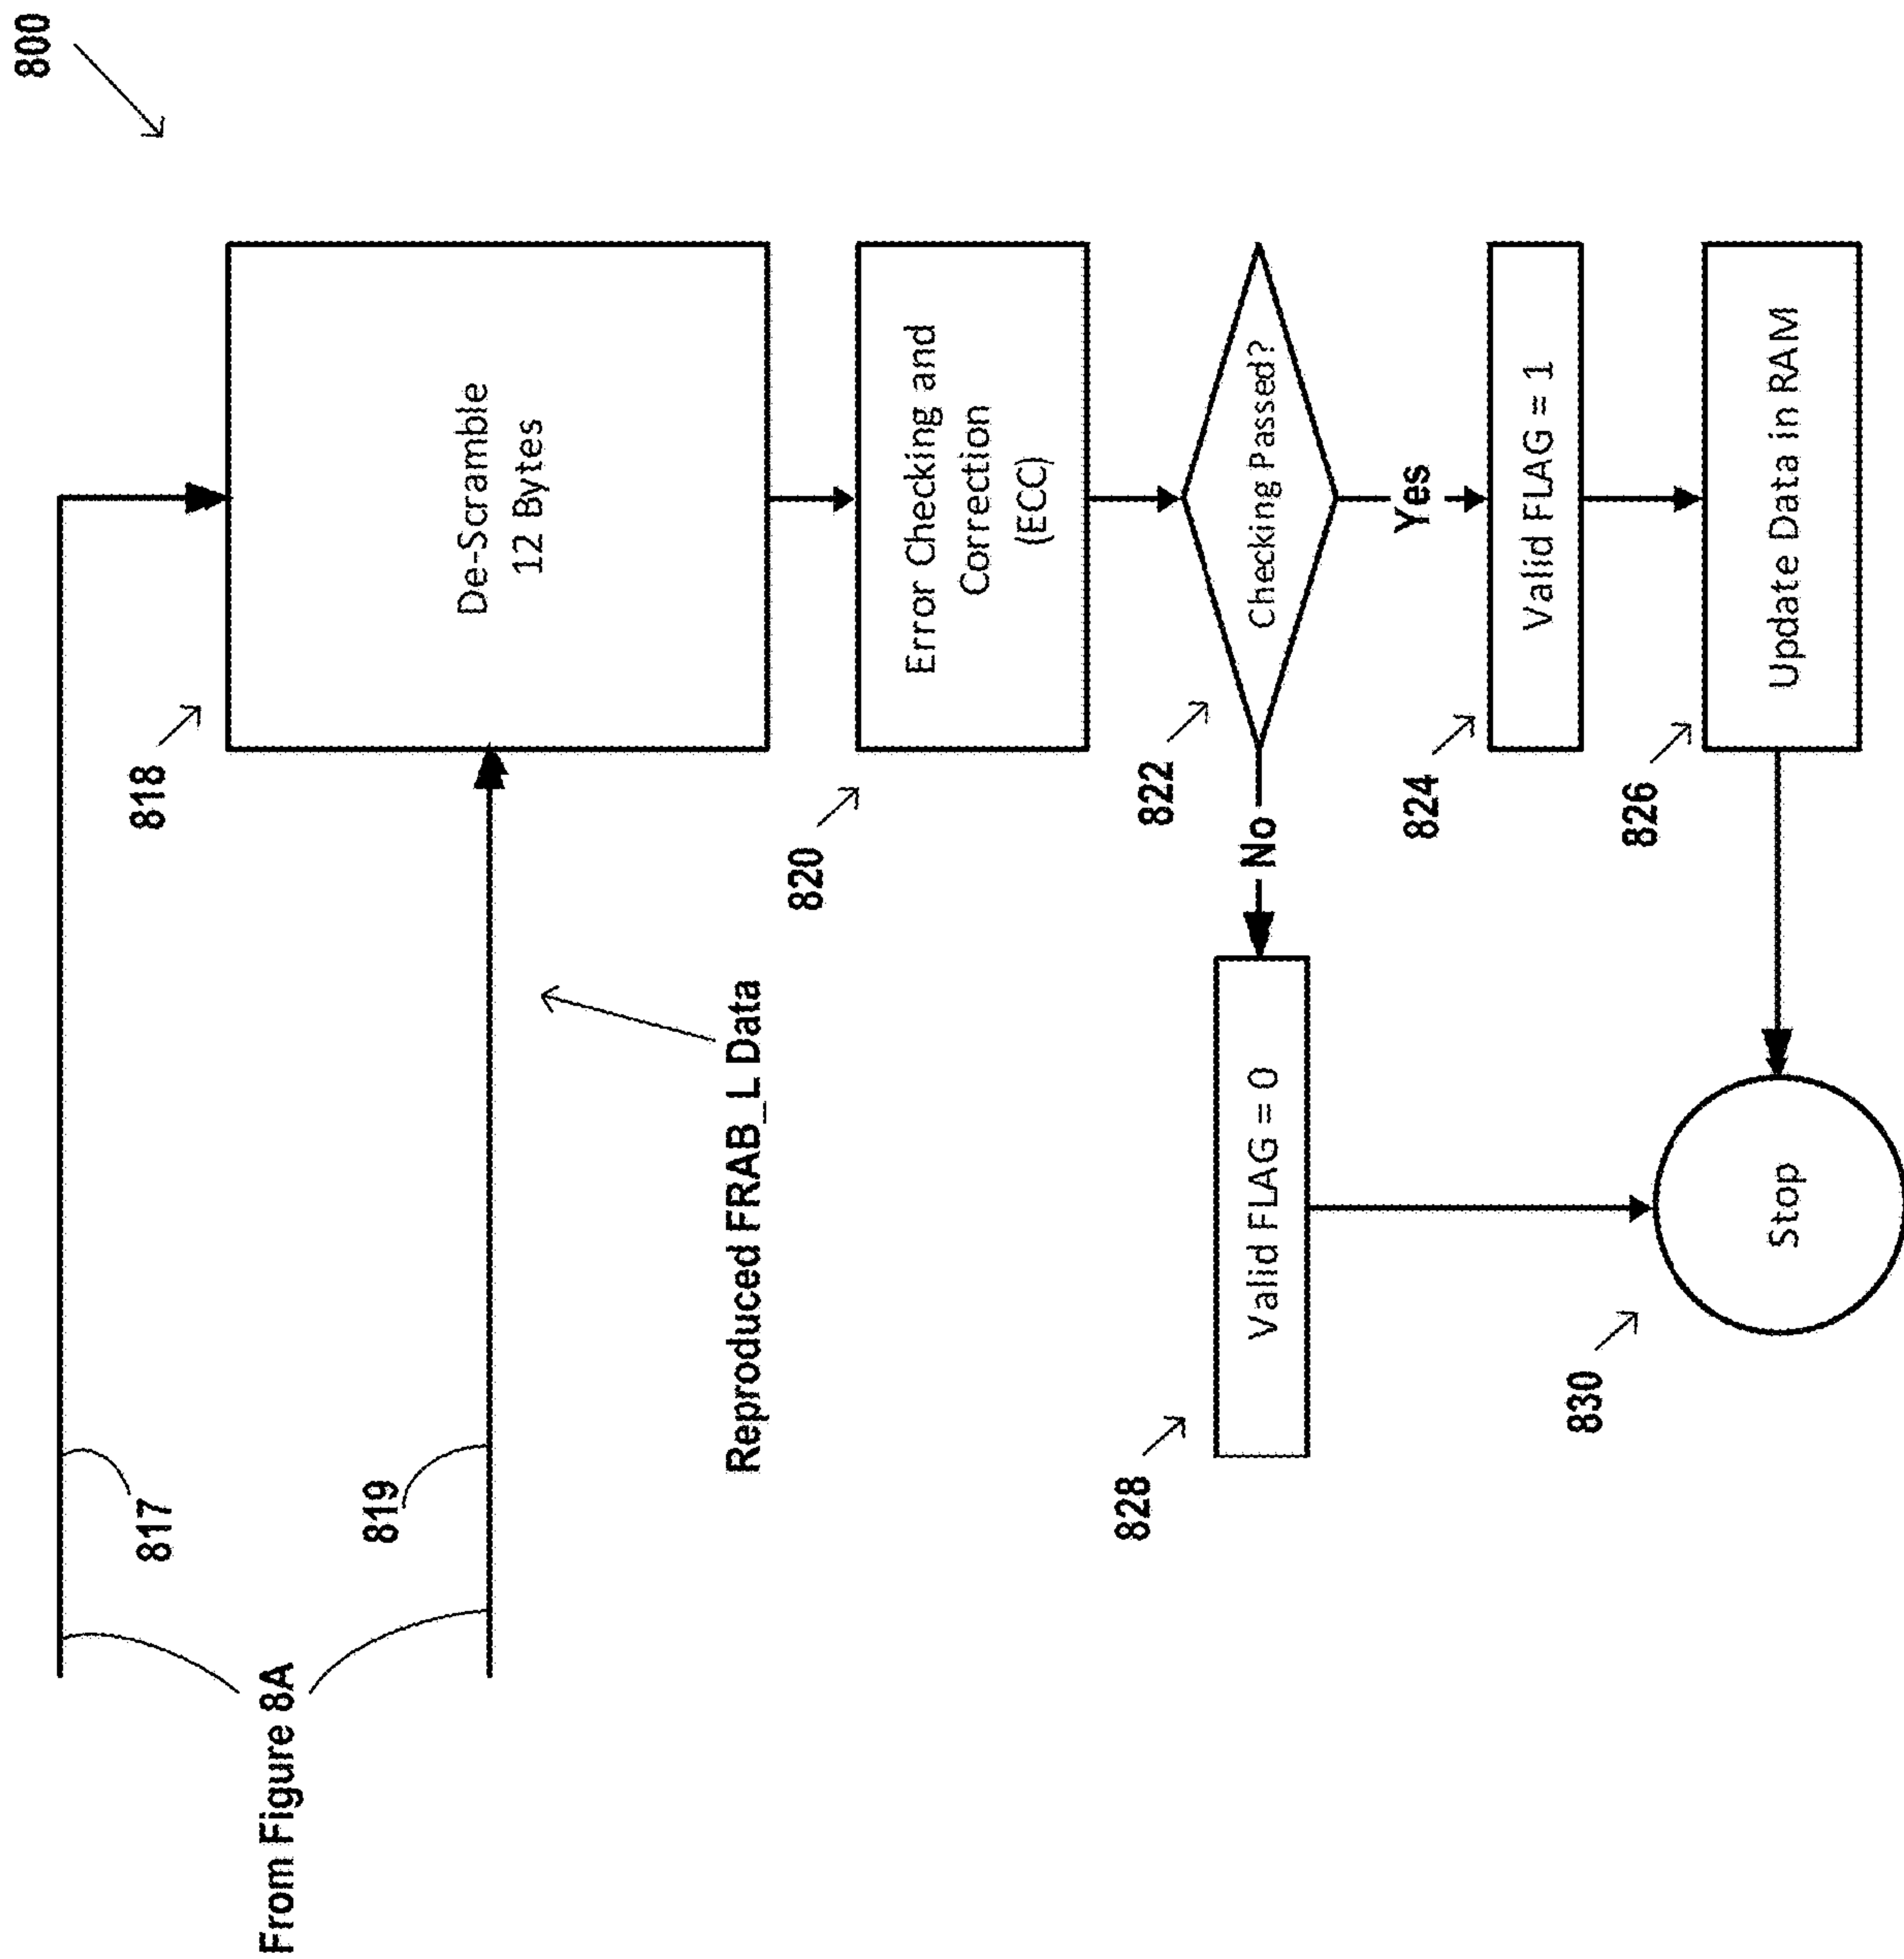 800
From Figure 8A
817
819
818
De-Scramble
12 Bytes
Reproduced FRAB_L Data
820
Error Checking and
Correction
(ECC)
822
Checking Passed?
No
Yes
828
Valid FLAG = 0
824
Valid FLAG = 1
826
Update Data in RAM
830
Stop